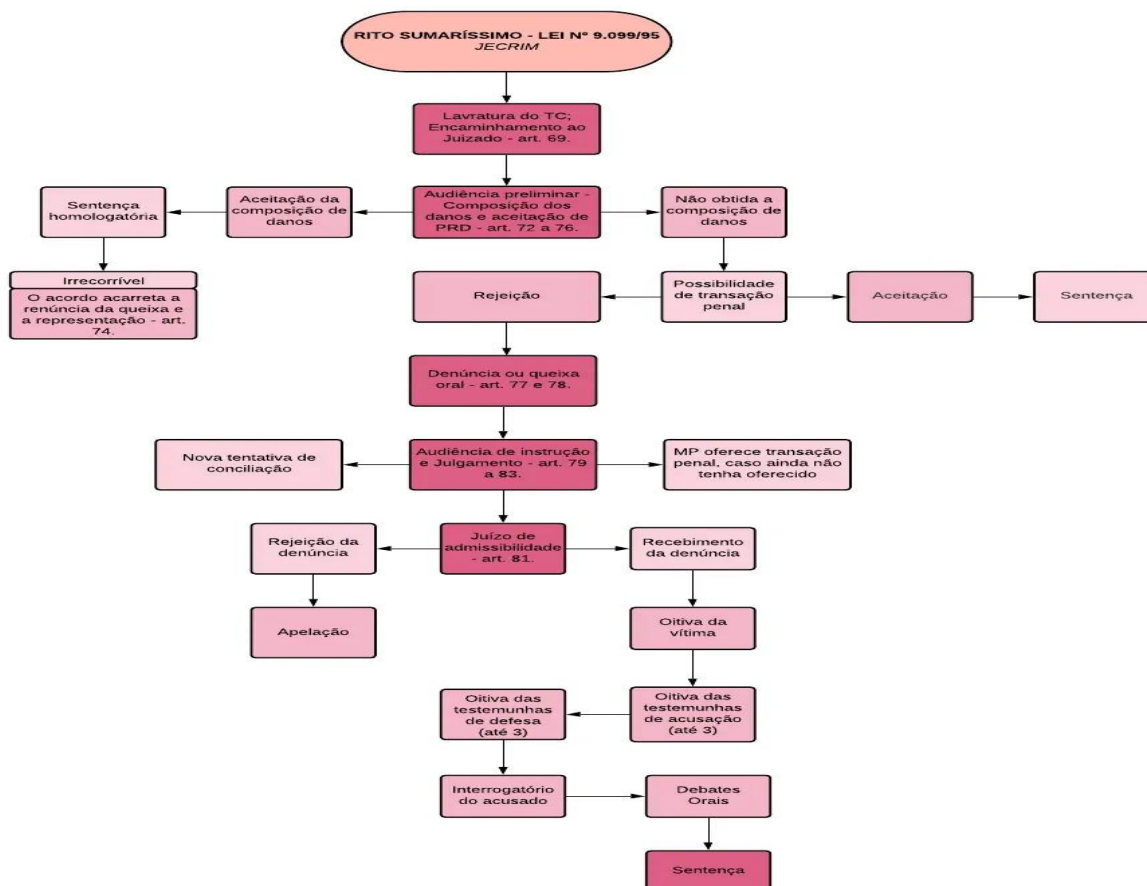 RITO SUMARÍSSIMO - LEI Nº 9.099/95
JECRIM
Lavratura do TC;
Encaminhamento ao
Juizado - art. 69.
Sentença
homologatória
Aceitação da
composição de
danos
Audiência preliminar -
Composição dos
danos e aceitação de
PRD - art. 72 a 76.
Não obtida a
composição de
danos
Irrecorrível
O acordo acarreta a
renúncia da queixa e
a representação - art.
74.
Rejeição
Possibilidade
de transação
penal
Aceitação
Sentença
Denúncia ou queixa
oral - art. 77 e 78.
Nova tentativa de
conciliação
Audiência de instrução
e Julgamento - art. 79
a 83.
MP oferece transação
penal, caso ainda não
tenha oferecido
Rejeição da
denúncia
Juízo de
admissibilidade
- art. 81.
Recebimento
da denúncia
Apelação
Oitiva da
vítima
Oitiva das
testemunhas
de defesa
(até 3)
Oitiva das
testemunhas
de acusação
(até 3)
Interrogatório
do acusado
Debates
Orais
Sentença